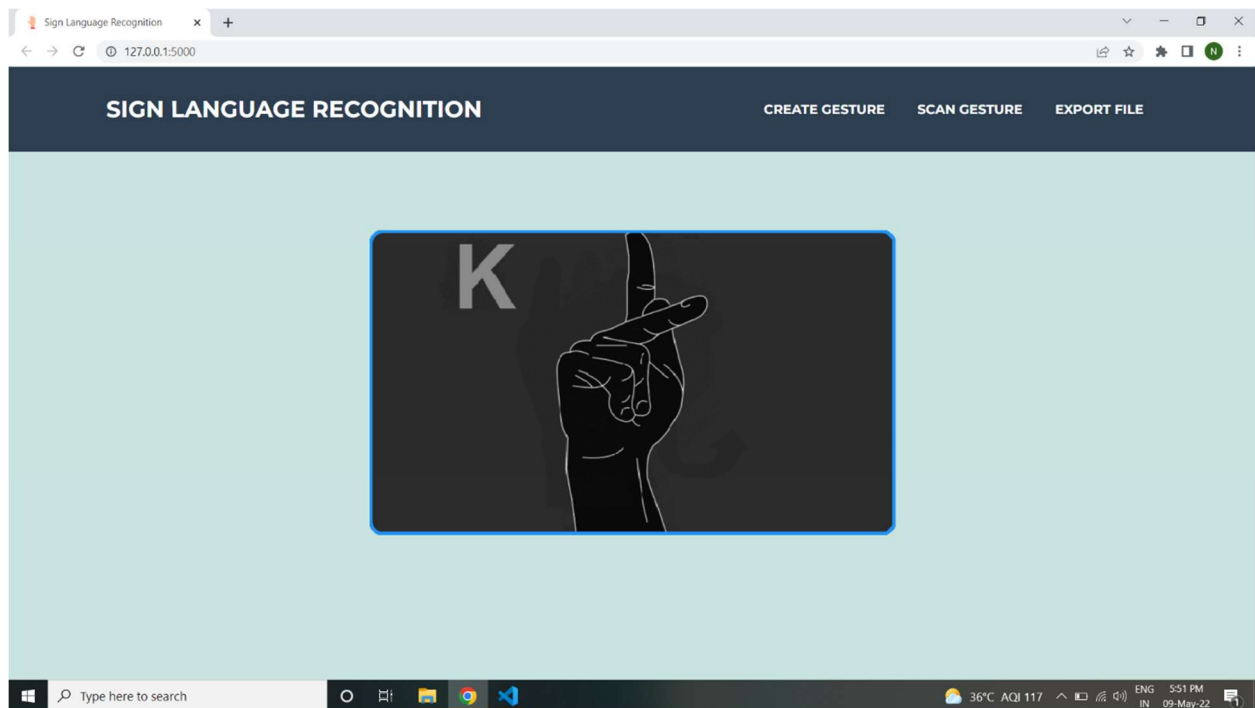 Sign Language Recognition
127.0.0.1:5000
N
SIGN LANGUAGE RECOGNITION
CREATE GESTURE
SCAN GESTURE
EXPORT FILE
K
Type here to search
36°C AQI 117
ENG
IN
5:51 PM
09-May-22
1